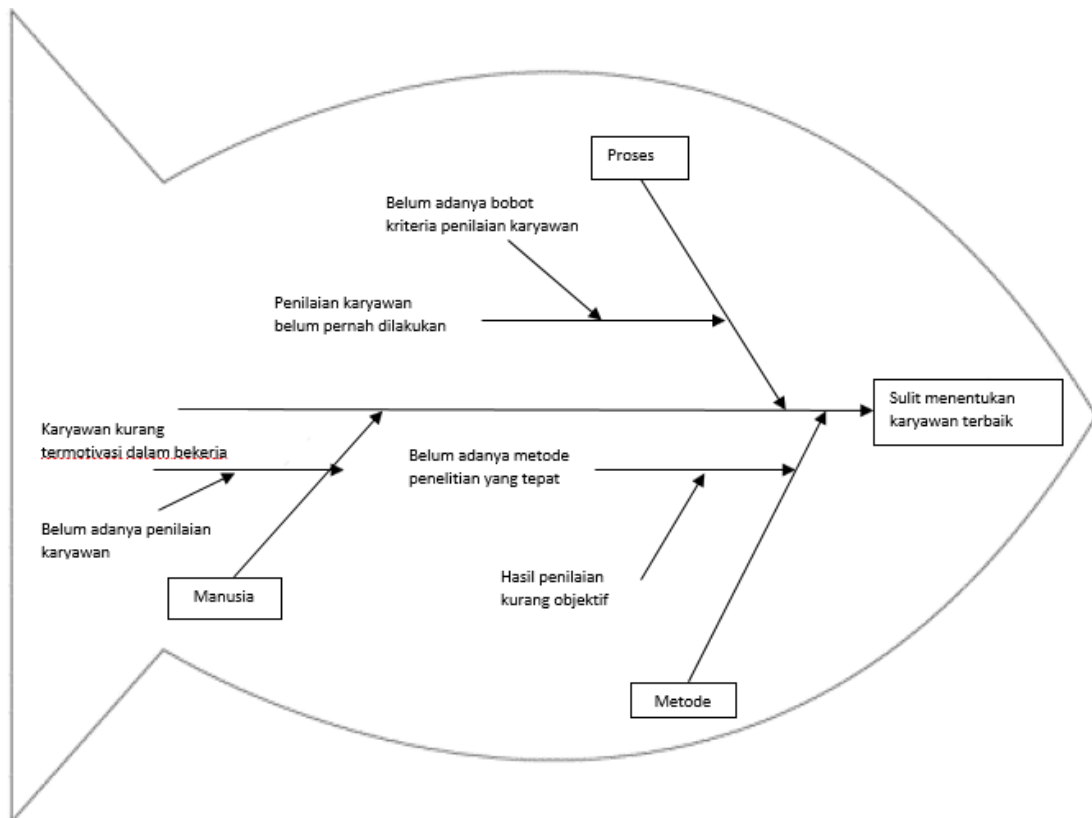 Proses
Belum adanya bobot
kriteria penilaian karyawan
Penilaian karyawan
belum pernah dilakukan
Sulit menentukan
karyawan terbaik
Karyawan kurang
termotivasi dalam bekerja
Belum adanya metode
penelitian yang tepat
Belum adanya penilaian
karyawan
Hasil penilaian
kurang objektif
Manusia
Metode